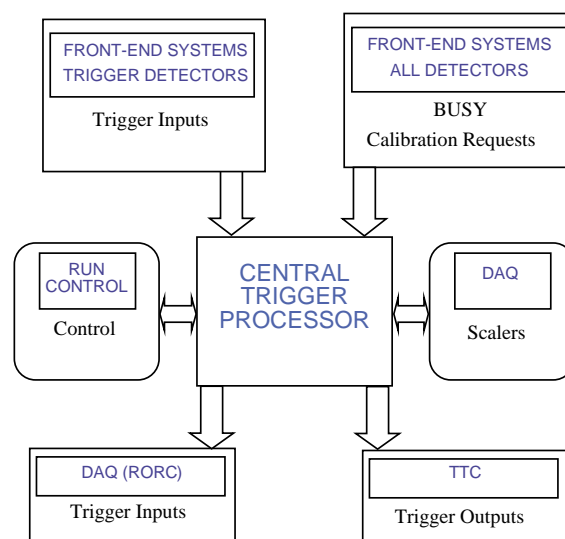 FRONT-END SYSTEMS
TRIGGER DETECTORS
Trigger Inputs
FRONT-END SYSTEMS
ALL DETECTORS
BUSY
Calibration Requests
RUN
CONTROL
Control
CENTRAL
TRIGGER
PROCESSOR
DAQ
Scalers
DAQ (RORC)
Trigger Inputs
TTC
Trigger Outputs